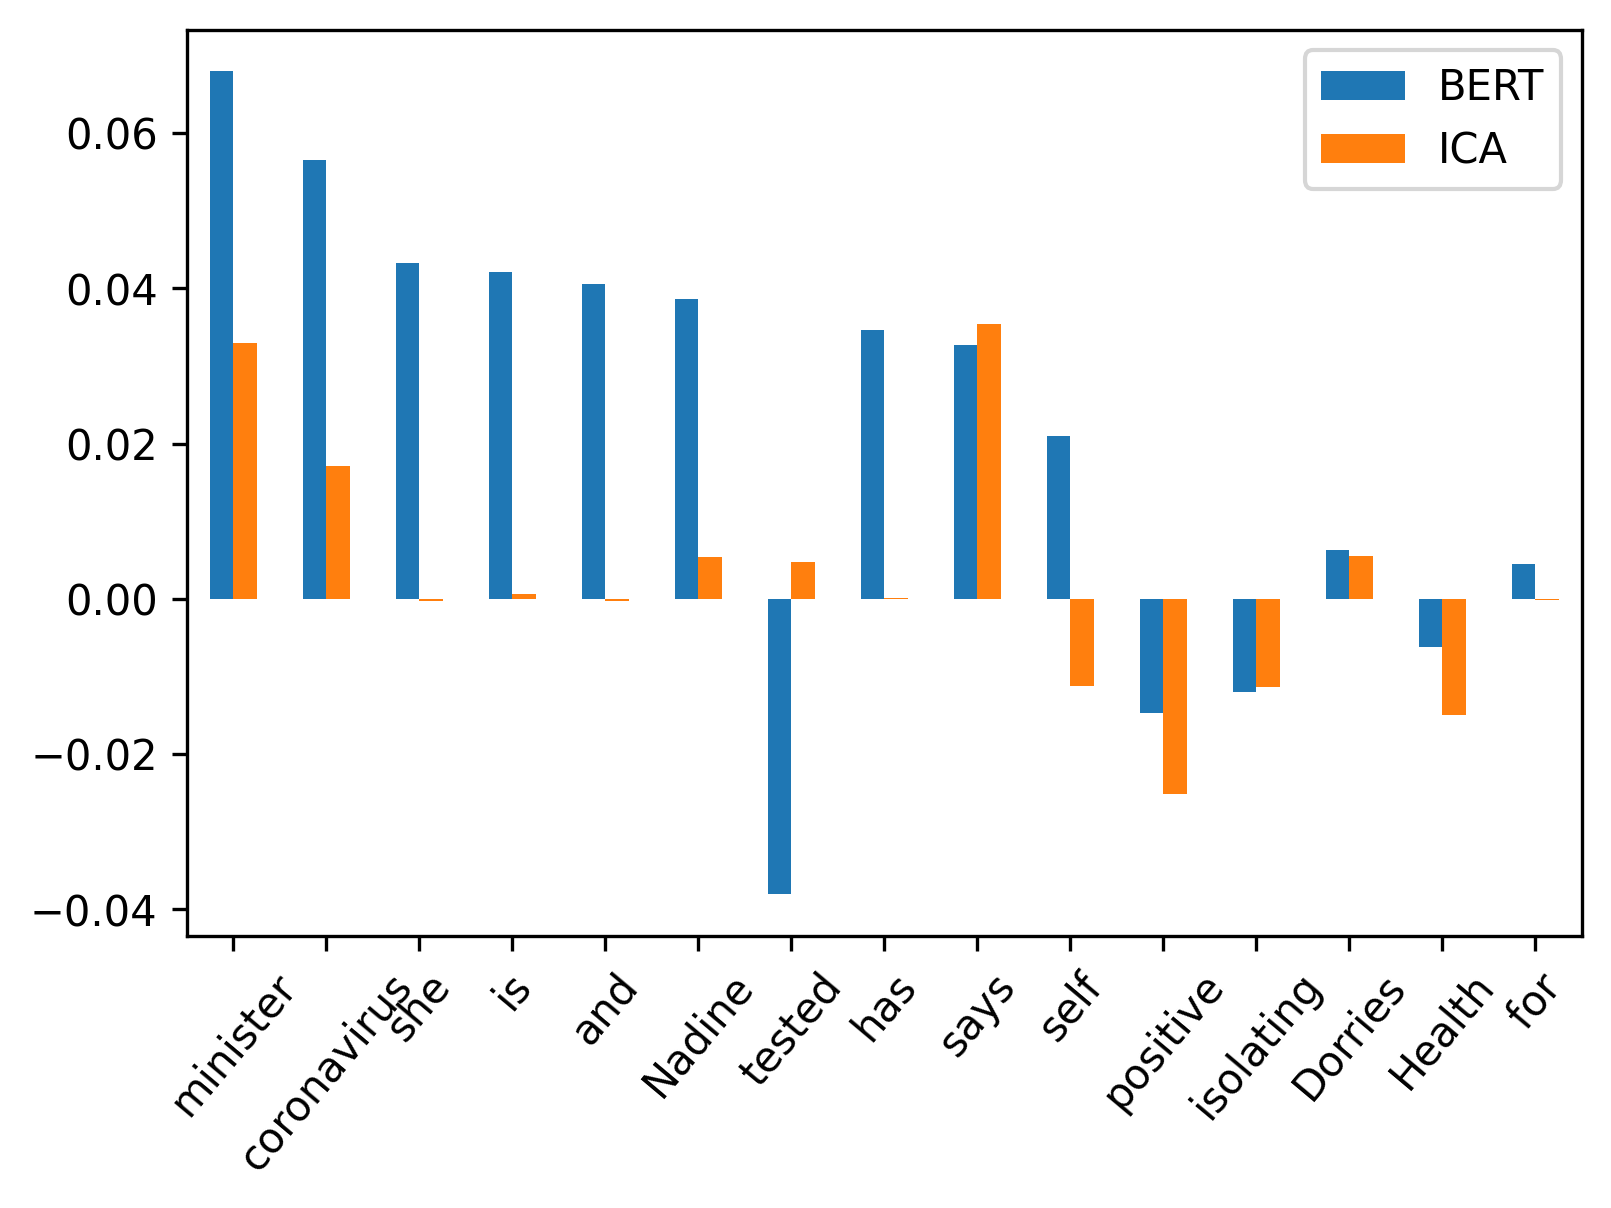 BERT
ICA
0.06
0.04
0.02
0.00
−0.02
−0.04
minister
coronavirus
she
is
and
Nadine
tested
has
says
self
positive
isolating
Dorries
Health
for